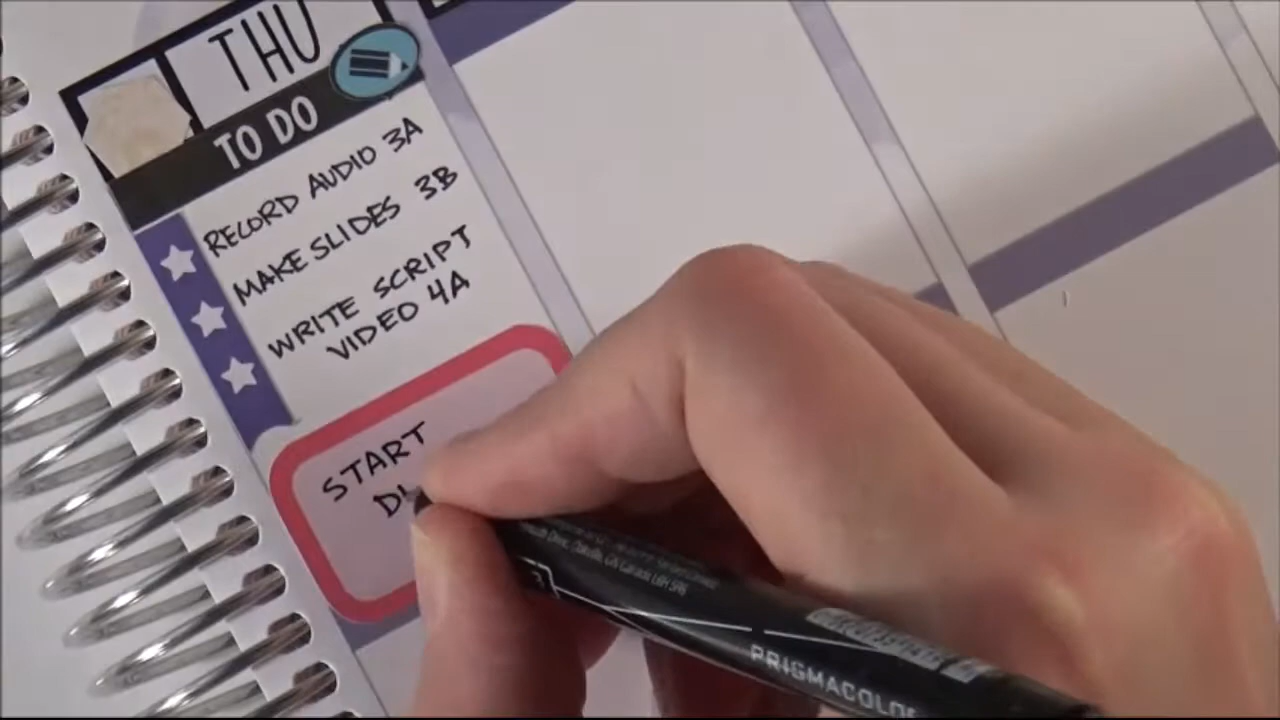 THU
TO DO
RECORD AUDIO 3A
MAKE SLIDES 3B
WRITE SCRIPT
VIDEO 4A
START
PRISMACOLOR